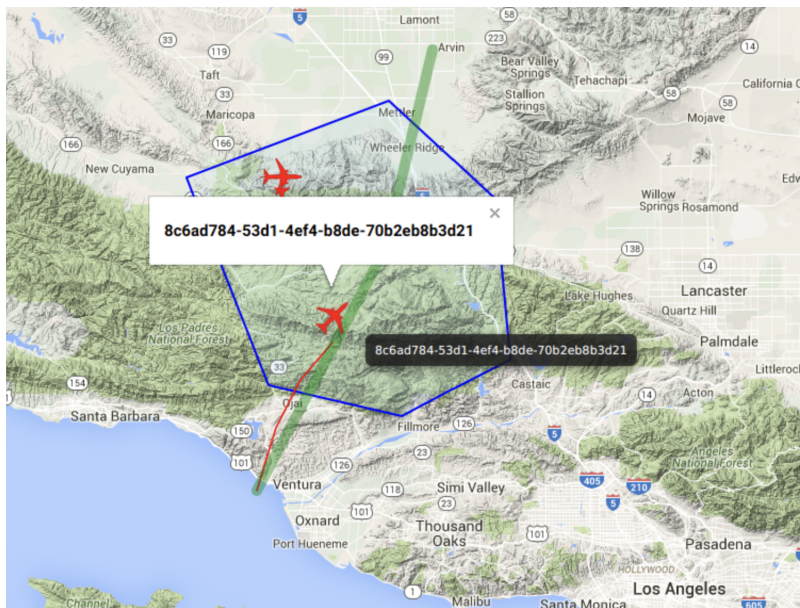 5
Lamont
58
33
119
99
Arvin
223
14
Taft
Bear Valley
Springs
Tehachapi
California C
33
Stallion
Springs
58
58
Maricopa
Mettler
Mojave
166
166
Wheeler Ridge
New Cuyama
5
Edw
Willow
Springs
Rosamond
8c6ad784-53d1-4ef4-b8de-70b2eb8b3d21
×
138
14
Lancaster
Lake Hughes
Quartz Hill
Los Padres
National Forest
8c6ad784-53d1-4ef4-b8de-70b2eb8b3d21
Palmdale
33
Littleroc
154
Castaic
14
Acton
Ojai
Santa Barbara
150
Fillmore
126
5
101
126
23
Angeles
National Forest
Ventura
118
Simi Valley
405
210
23
5
Oxnard
101
Thousand
Oaks
101
Port Hueneme
Pasadena
HOLLYWOOD
1
Los Angeles
Channel
Malibu
Santa Monica
605